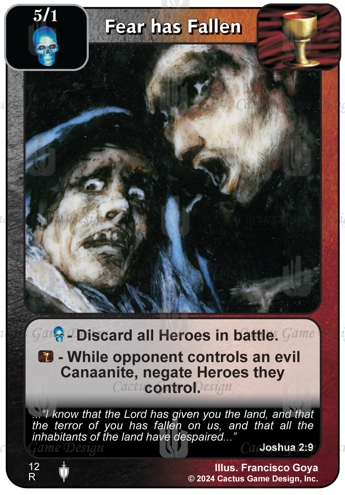 5/1
Fear has Fallen
- Discard all Heroes in battle.
- While opponent controls an evil
Canaanite, negate Heroes they
control.
..."I know that the Lord has given you the land, and that
the terror of you has fallen on us, and that all the
inhabitants of the land have despaired..."
Joshua 2:9
12
R
Illus. Francisco Goya
© 2024 Cactus Game Design, Inc.
Cactus Game Design